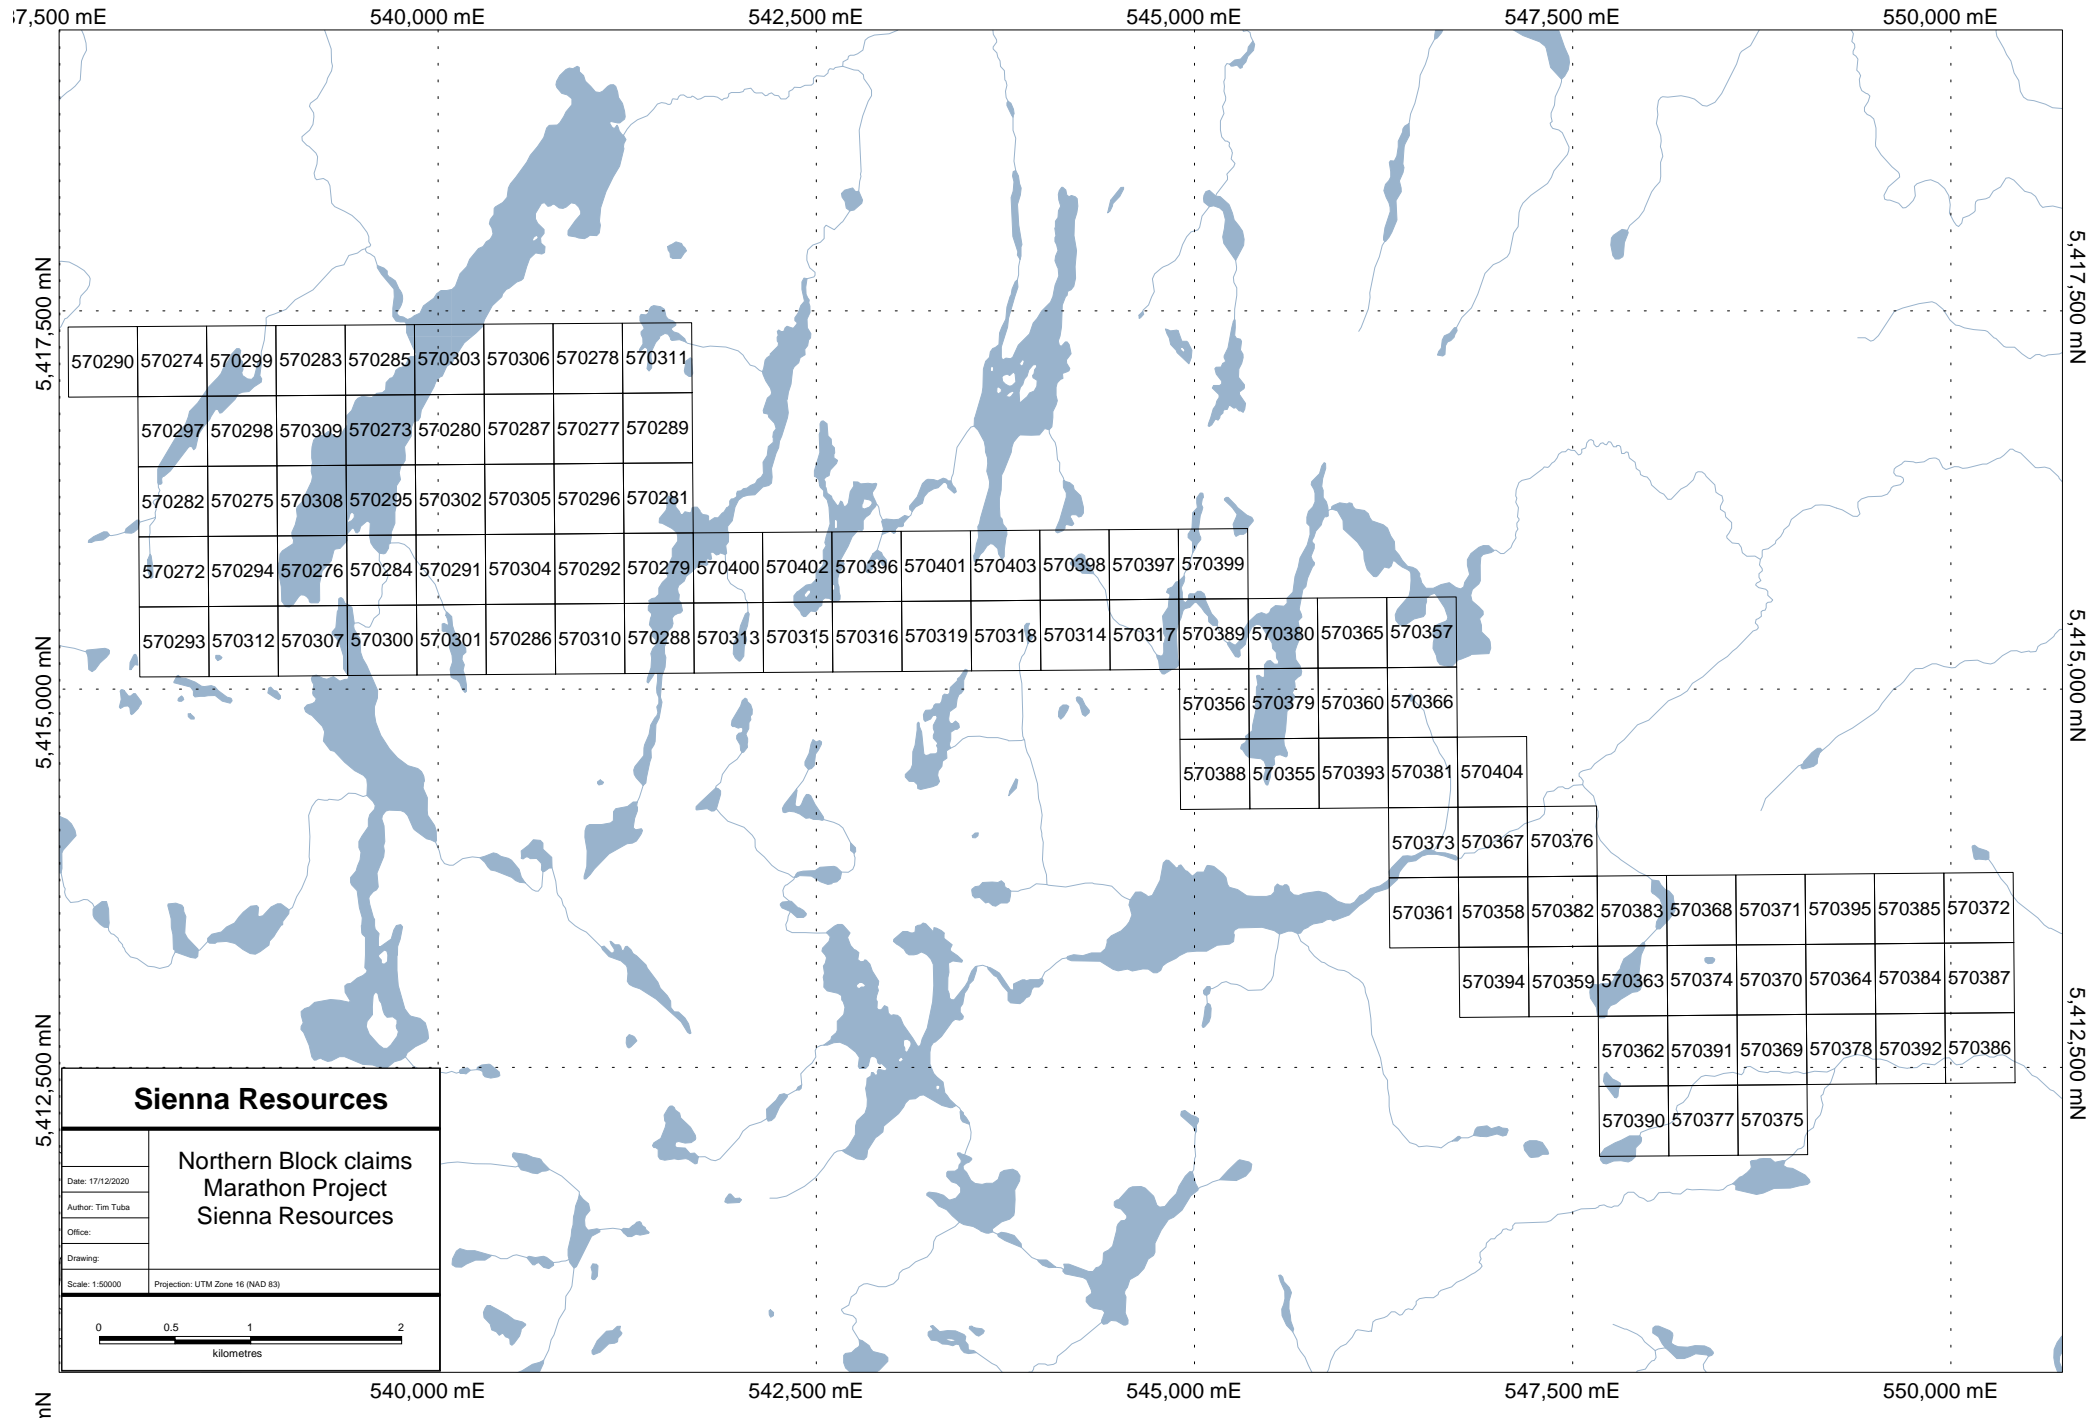 37,500 mE 540,000 mE 542,500 mE 545,000 mE 547,500 mE 550,000 mE
5,417,500 mN 5,417,500 mN
570290 570274 570299 570283 570285 570303 570306 570278 570311
570297 570298 570309 570273 570280 570287 570277 570289
570282 570275 570308 570295 570302 570305 570296 570281
570272 570294 570276 570284 570291 570304 570292 570279 570400 570402 570396 570401 570403 570398 570397 570399
570293 570312 570307 570300 570301 570286 570310 570288 570313 570315 570316 570319 570318 570314 570317 570389 570380 570365 570357
5,415,000 mN 5,415,000 mN
570356 570379 570360 570366
570388 570355 570393 570381 570404
570373 570367 570376
570361 570358 570382 570383 570368 570371 570395 570385 570372
570394 570359 570363 570374 570370 570364 570384 570387
5,412,500 mN 5,412,500 mN
570362 570391 570369 570378 570392 570386
570390 570377 570375
Sienna Resources
Northern Block claims
Marathon Project
Sienna Resources
Date: 17/12/2020
Author: Tim Tuba
Office:
Drawing:
Scale: 1:50000 Projection: UTM Zone 16 (NAD 83)
0 0.5 1 2
kilometres
mN
540,000 mE 542,500 mE 545,000 mE 547,500 mE 550,000 mE